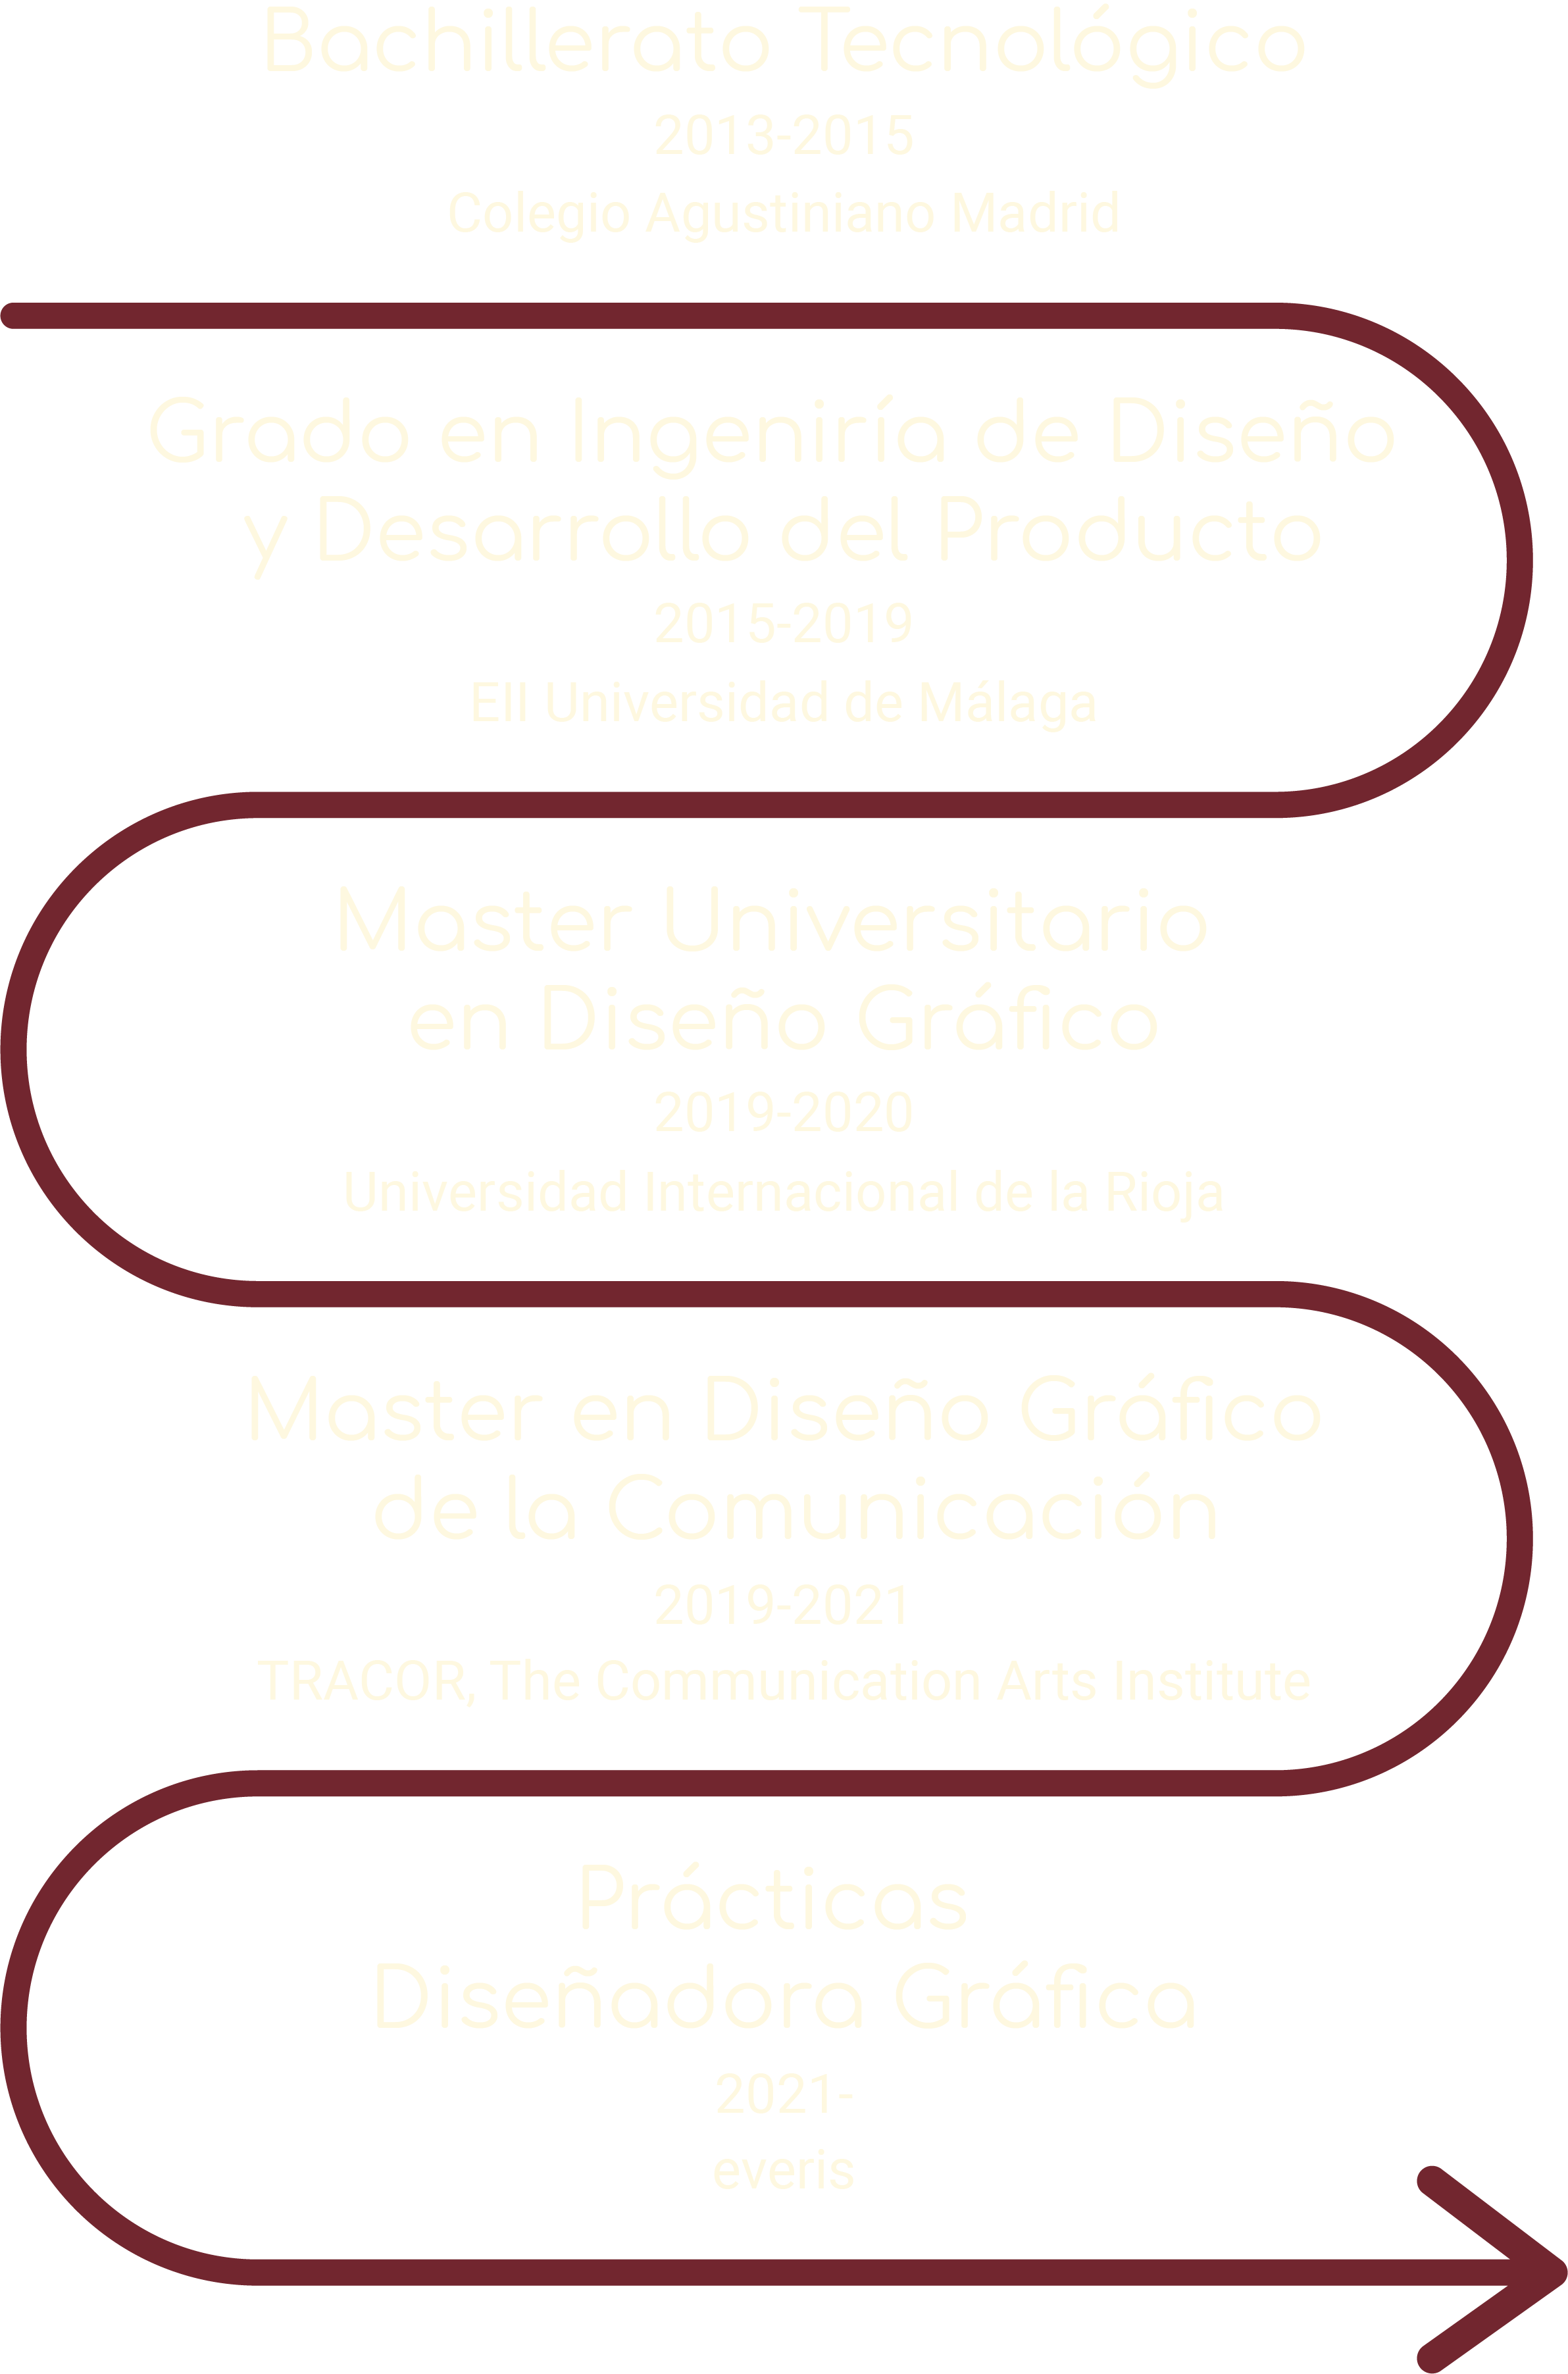 Bachillerato Tecnológico
2013-2015
Colegio Agustiniano Madrid
Grado en Ingeniría de Diseño
y Desarrollo del Producto
2015-2019
EII Universidad de Málaga
Master Universitario
en Diseño Gráfico
2019-2020
Universidad Internacional de la Rioja
Master en Diseño Gráfico
de la Comunicación
2019-2021
TRACOR, The Communication Arts Institute
Prácticas
Diseñadora Gráfica
2021-
everis